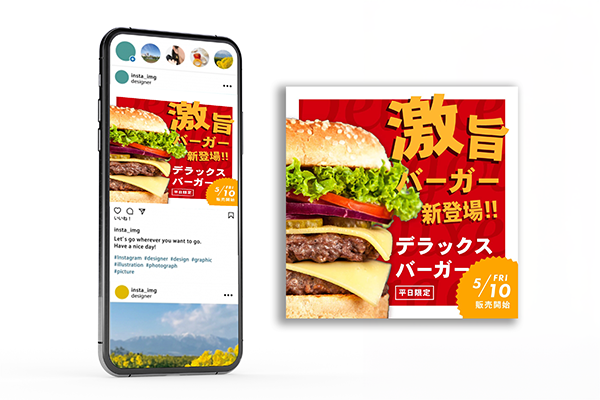 insta_img
designer
激旨
バーガー
新登場!!
デラックス
バーガー
平日限定
5/10 FRI
販売開始
いいね!
insta_img
Let's go wherever you want to go.
Have a nice day!
#Instagram #designer #design #graphic
#illustration #photograph
#picture
insta_img
designer
激旨
バーガー
新登場!!
デラックス
バーガー
平日限定
5/10 FRI
販売開始